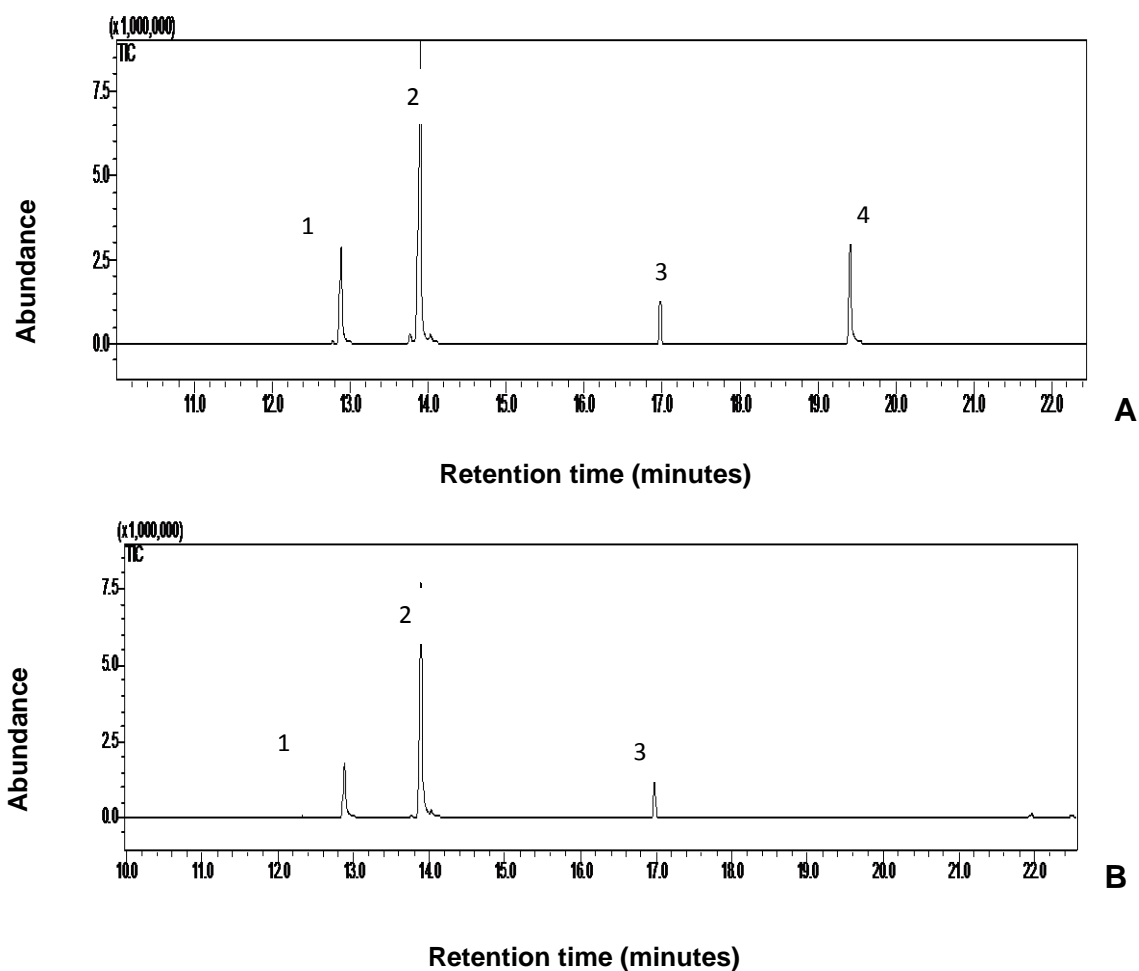 (x1,000,000)
TIC
7.5
5.0
2.5
0.0
1
2
3
4
11.0 12.0 13.0 14.0 15.0 16.0 17.0 18.0 19.0 20.0 21.0 22.0
Abundance
A
Retention time (minutes)
(x1,000,000)
TIC
7.5
5.0
2.5
0.0
1
2
3
10.0 11.0 12.0 13.0 14.0 15.0 16.0 17.0 18.0 19.0 20.0 21.0 22.0
Abundance
B
Retention time (minutes)